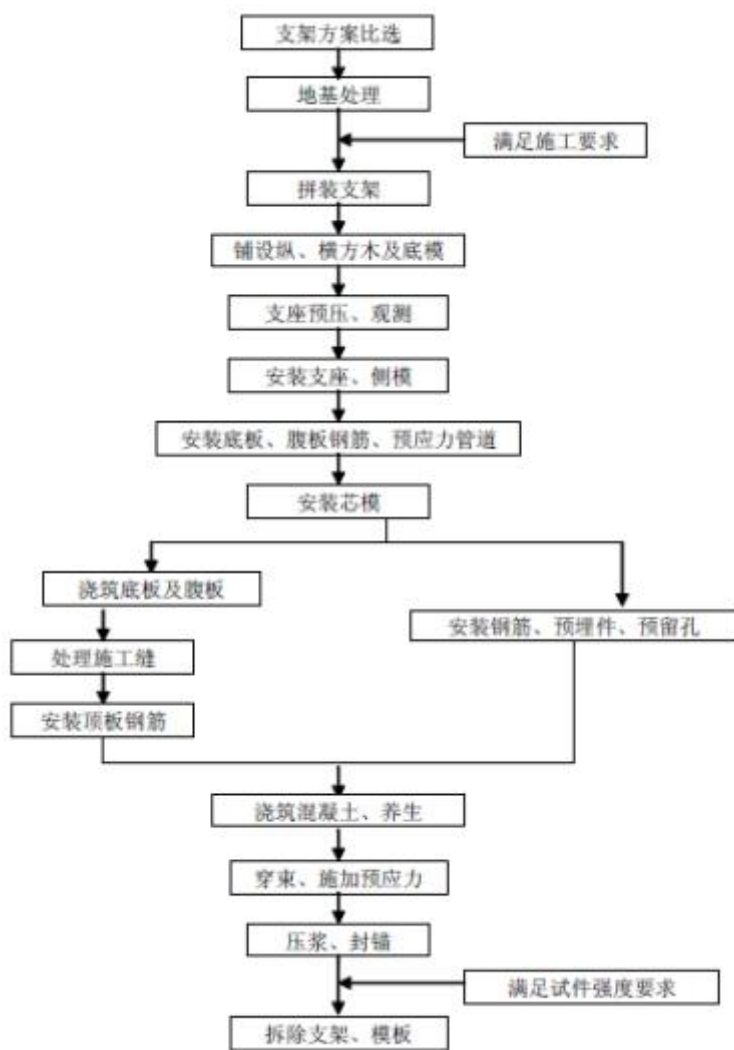 支架方案比选
地基处理
满足施工要求
拼装支架
铺设纵、横方木及底模
支座预压、观测
安装支座、侧模
安装底板、腹板钢筋、预应力管道
安装芯模
浇筑底板及腹板
安装钢筋、预埋件、预留孔
处理施工缝
安装顶板钢筋
浇筑混凝土、养生
穿束、施加预应力
压浆、封锚
满足试件强度要求
拆除支架、模板